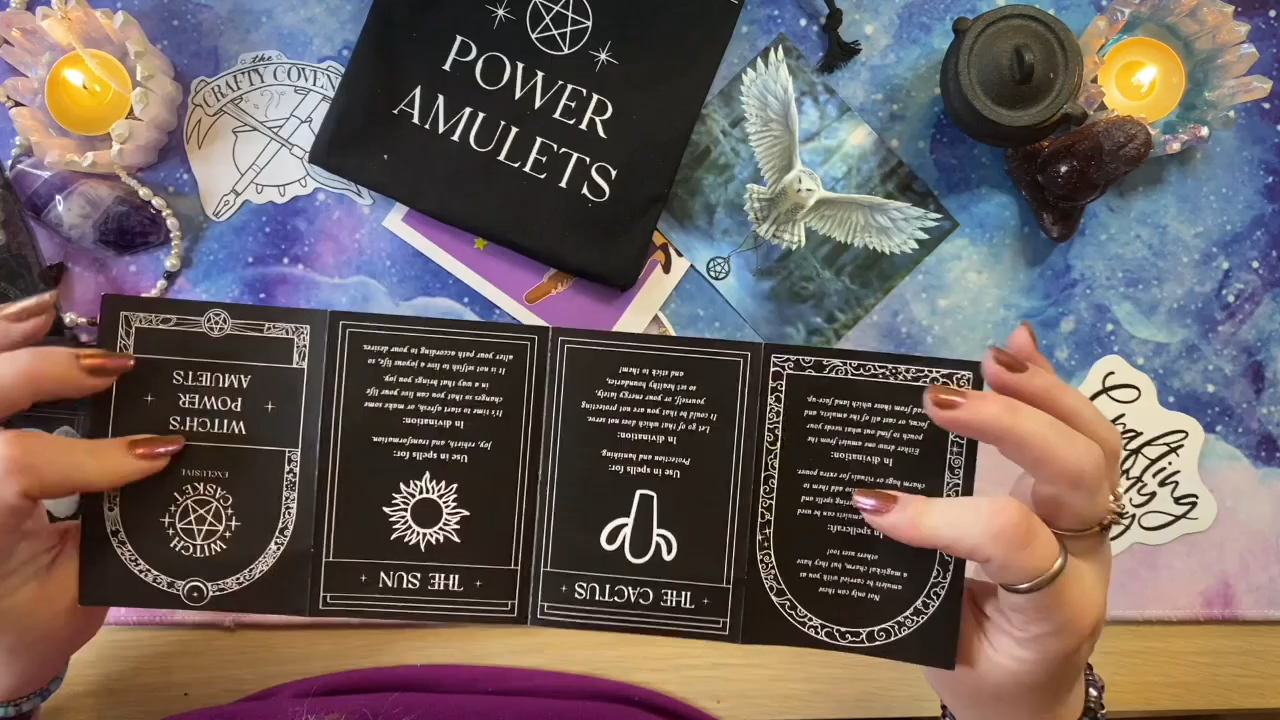 the
CRAFTY COVEN
POWER
AMULETS
Crafting
my
Not only can these
amulets be carried with you as
a magickal charm, but they have
others uses too!
In spellcraft:
amulets can be used
spells and
add them to
rituals or extra power.
In divination:
Either draw one amulet from the
pouch to find out what needs your
focus, or cast all of the amulets, and
read from those which land face-up.
THE CACTUS
Use in spells for:
Protection and banishing.
In divination:
Let go of that which does not serve.
It could be that you are not protecting
yourself, or your energy lately,
so set healthy boundaries,
and stick to them!
THE SUN
Use in spells for:
Joy, rebirth, and transformation.
In divination:
It's time to start afresh, or make some
changes so that you can live your life
in a way that brings you joy.
It is not selfish to live a joyous life, so
alter your path according to your desires.
WITCH CASKET
EXCLUSIVE
WITCH'S
POWER
AMULETS